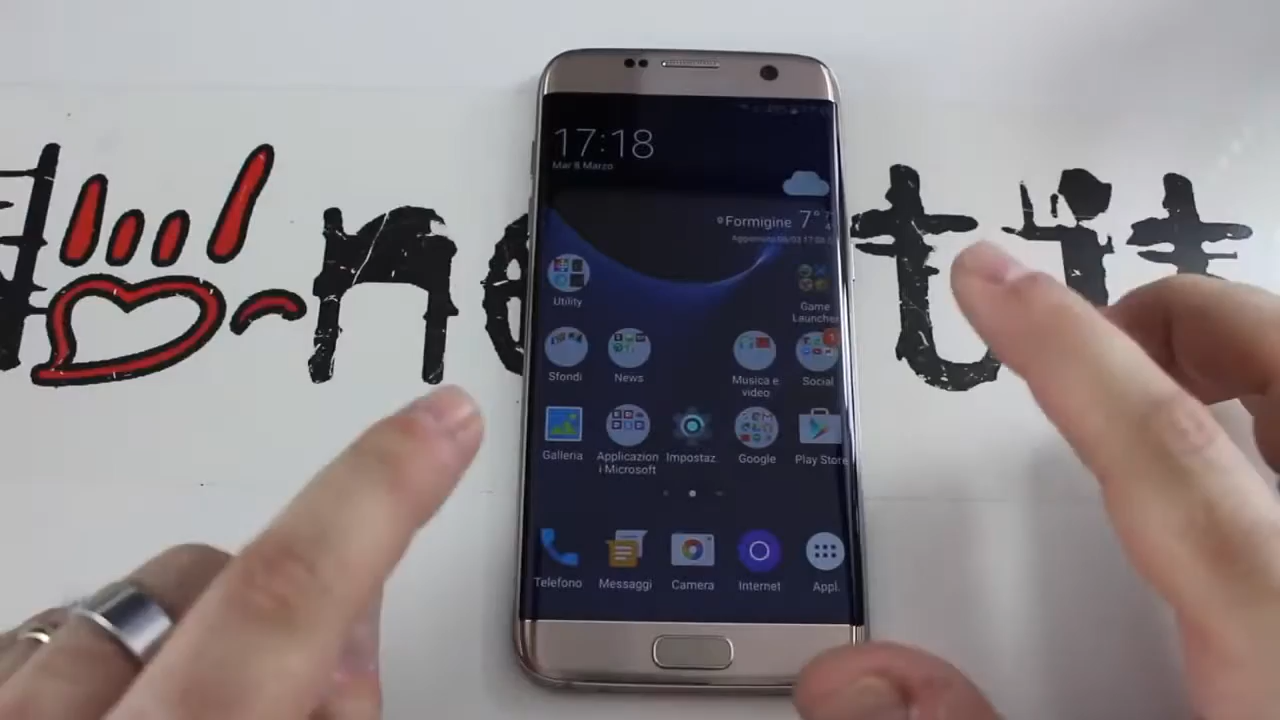 17:18
Mar 8 Marzo
Formigine 7°
Utility
Game
Launcher
Sfondi
News
Musica e
video
Social
Galleria
Applicazion
i Microsoft
Impostaz.
Google
Play Store
Telefono
Messaggi
Camera
Internet
Appl.